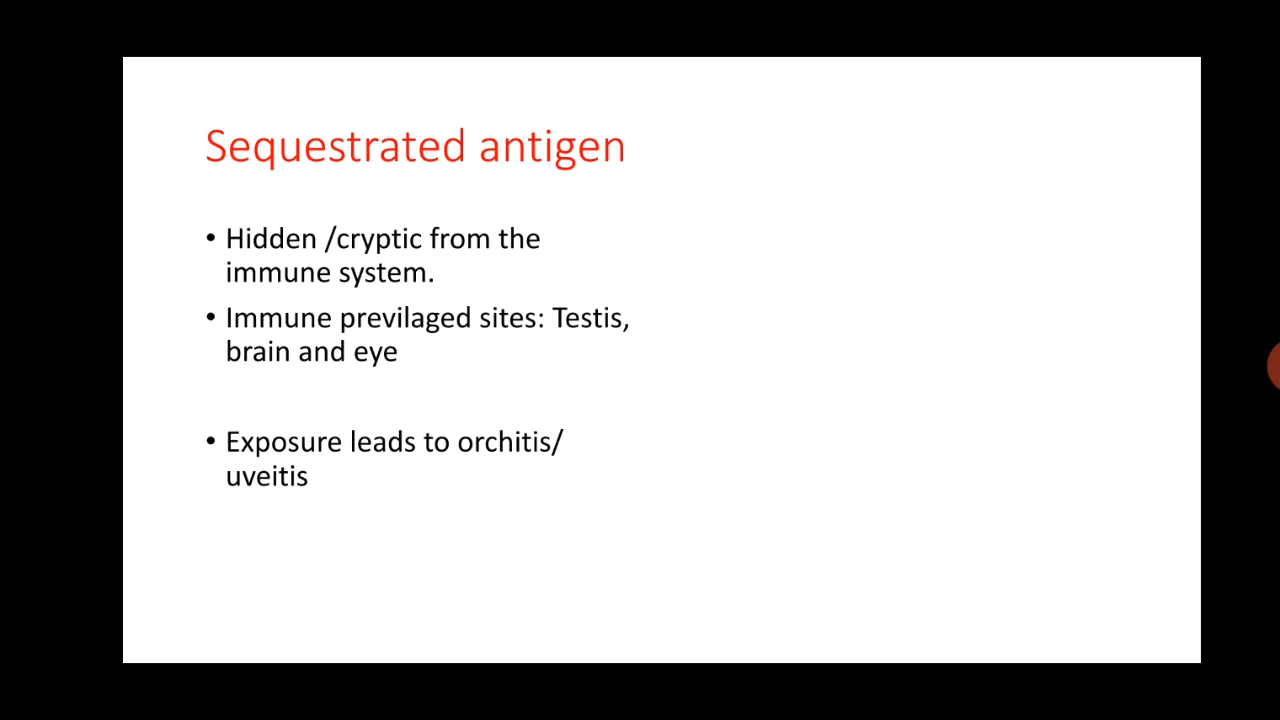 Sequestrated antigen
• Hidden /cryptic from the
immune system.
• Immune previlaged sites: Testis,
brain and eye
• Exposure leads to orchitis/
uveitis